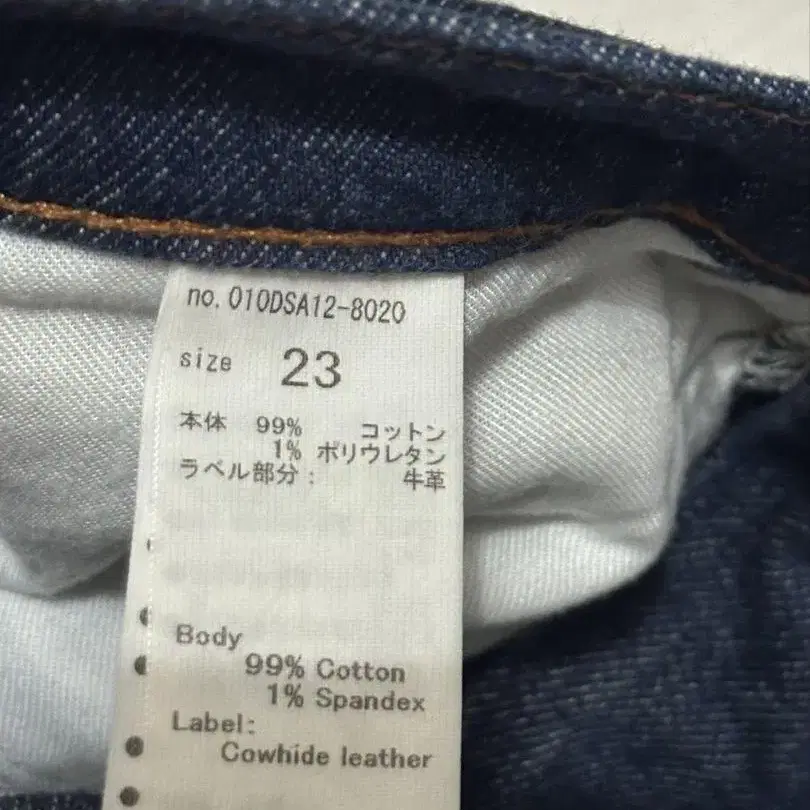 no. 010DSA12-8020
size 23
本体 99% コットン
1% ポリウレタン
ラベル部分: 牛革
Body
99% Cotton
1% Spandex
Label:
Cowhide leather